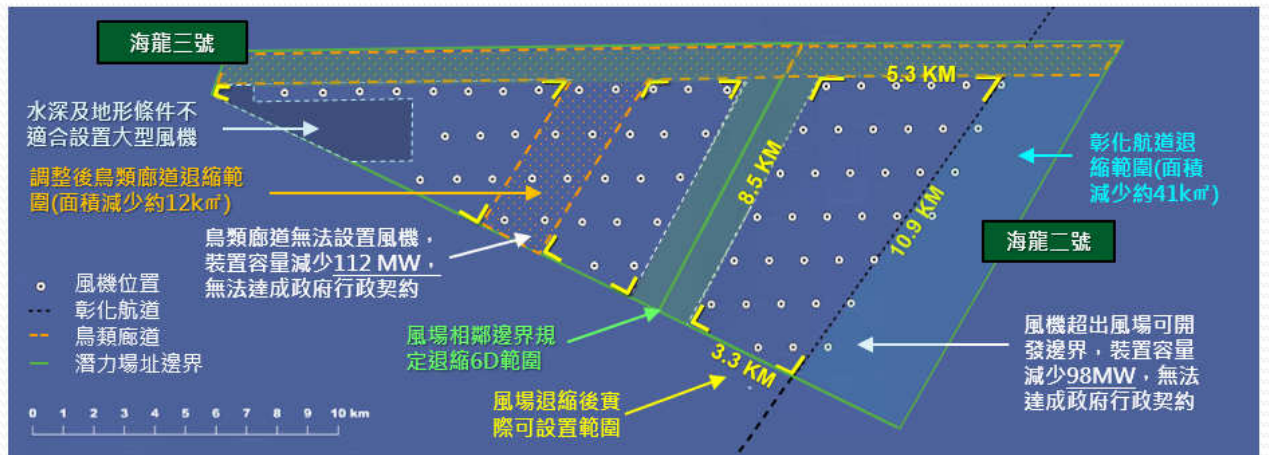 海龍三號
5.3 KM
水深及地形條件不
適合設置大型風機
彰化航道退
縮範圍(面積
減少約41k㎡)
調整後鳥類廊道退縮範
圍(面積減少約12k㎡)
8.5 KM
10.9 KM
海龍二號
鳥類廊道無法設置風機，
裝置容量減少112 MW，
無法達成政府行政契約
風機位置
彰化航道
鳥類廊道
潛力場址邊界
風場相鄰邊界規
定退縮6D範圍
3.3 KM
風機超出風場可開
發邊界，裝置容量
減少98MW，無法
達成政府行政契約
風場退縮後實
際可設置範圍
0 1 2 3 4 5 6 7 8 9 10 km